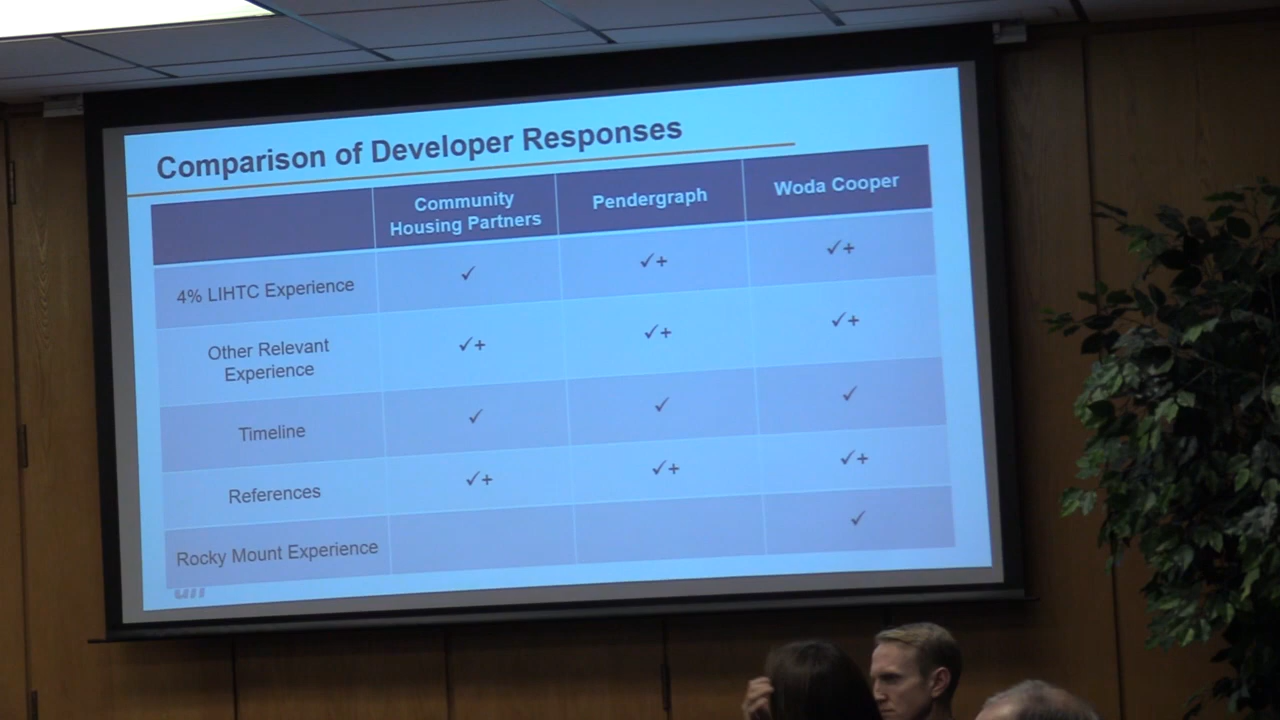 Comparison of Developer Responses
Community
Housing Partners
Pendergraph
Woda Cooper
4% LIHTC Experience
✓
✓+
✓+
Other Relevant
Experience
✓+
✓+
✓+
Timeline
✓
✓
✓
References
✓+
✓+
✓+
Rocky Mount Experience
✓